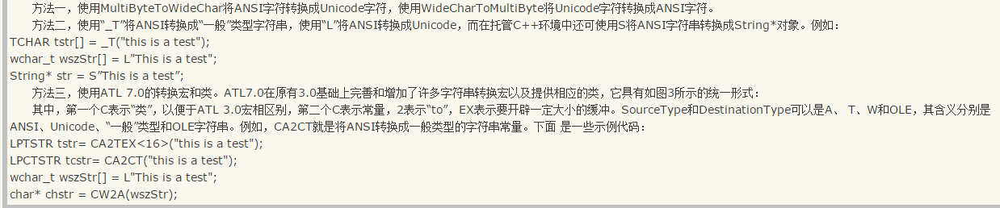 方法一，使用MultiByteToWideChar将ANSI字符转换成Unicode字符，使用WideCharToMultiByte将Unicode字符转换成ANSI字符。
方法二，使用“_T”将ANSI转换成“一般”类型字符串，使用“L”将ANSI转换成Unicode，而在托管C++环境中还可使用S将ANSI字符串转换成String*对象。例如：
TCHAR tstr[] = _T("this is a test");
wchar_t wszStr[] = L"This is a test";
String* str = S”This is a test”;
方法三，使用ATL 7.0的转换宏和类。ATL7.0在原有3.0基础上完善和增加了许多字符串转换宏以及提供相应的类，它具有如图3所示的统一形式：
其中，第一个C表示“类”，以便于ATL 3.0宏相区别，第二个C表示常量，2表示“to”，EX表示要开辟一定大小的缓冲。SourceType和DestinationType可以是A、 T、W和OLE，其含义分别是
ANSI、Unicode、“一般”类型和OLE字符串。例如，CA2CT就是将ANSI转换成一般类型的字符串常量。下面 是一些示例代码：
LPTSTR tstr= CA2TEX<16>("this is a test");
LPCTSTR tcstr= CA2CT("this is a test");
wchar_t wszStr[] = L"This is a test";
char* chstr = CW2A(wszStr);